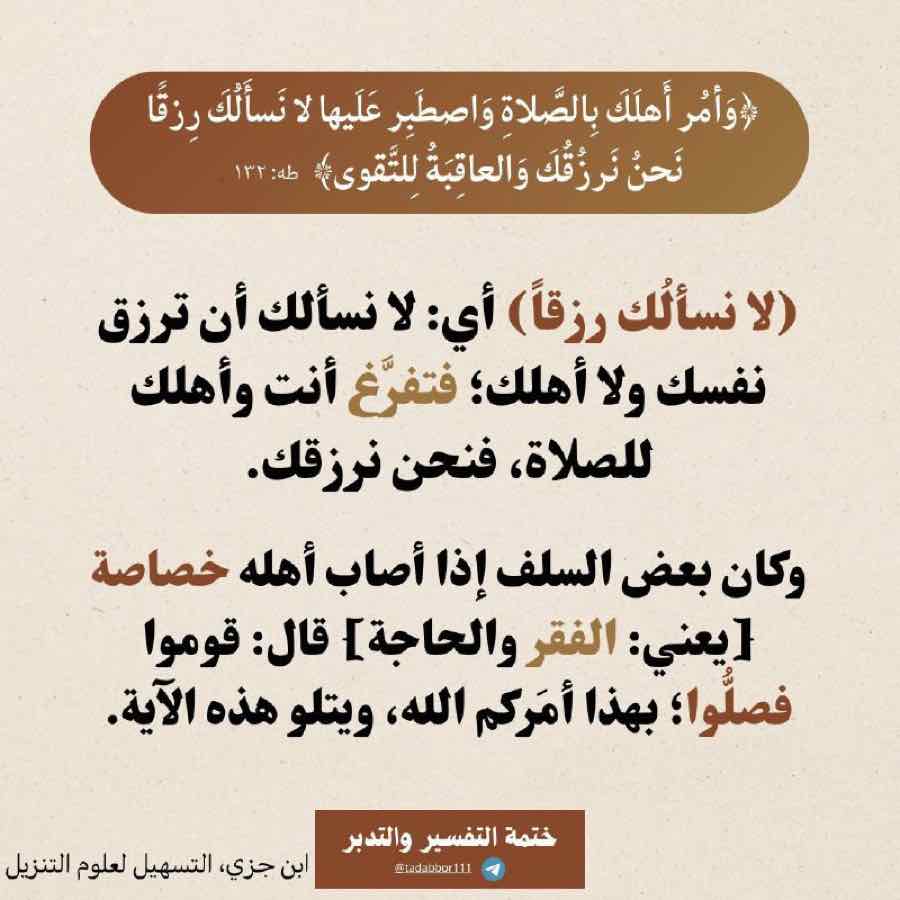 ﴿وَأمُر أَهلَكَ بِالصَّلاةِ وَاصطَبِر عَلَيها لا نَسأَلُكَ رِزقًا
نَحنُ نَرزُقُكَ وَالعاقِبَةُ لِلتَّقوى﴾ طه: ١٣٢
(لا نسألُك رزقاً) أي: لا نسألك أن ترزق
نفسك ولا أهلك؛ فتفرَّغ أنت وأهلك
للصلاة، فنحن نرزقك.
وكان بعض السلف إذا أصاب أهله خصاصة
[يعني: الفقر والحاجة] قال: قوموا
فصلُّوا؛ بهذا أمَركم الله، ويتلو هذه الآية.
ختمة التفسير والتدبر
@tadabbor111
ابن جزي، التسهيل لعلوم التنزيل